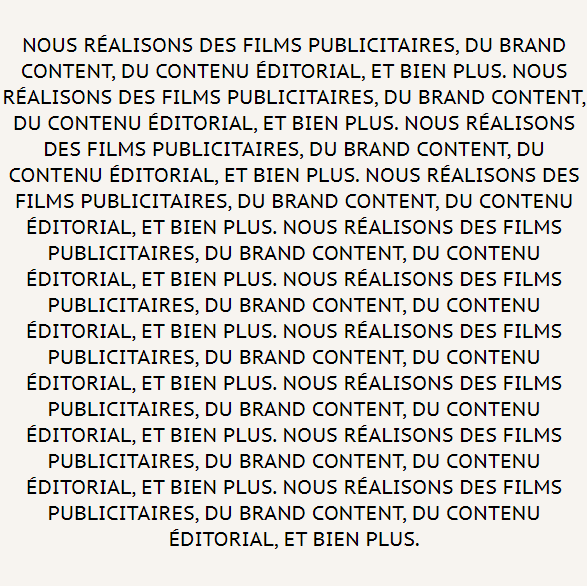 NOUS RÉALISONS DES FILMS PUBLICITAIRES, DU BRAND
CONTENT, DU CONTENU ÉDITORIAL, ET BIEN PLUS. NOUS
RÉALISONS DES FILMS PUBLICITAIRES, DU BRAND CONTENT,
DU CONTENU ÉDITORIAL, ET BIEN PLUS. NOUS RÉALISONS
DES FILMS PUBLICITAIRES, DU BRAND CONTENT, DU
CONTENU ÉDITORIAL, ET BIEN PLUS. NOUS RÉALISONS DES
FILMS PUBLICITAIRES, DU BRAND CONTENT, DU CONTENU
ÉDITORIAL, ET BIEN PLUS. NOUS RÉALISONS DES FILMS
PUBLICITAIRES, DU BRAND CONTENT, DU CONTENU
ÉDITORIAL, ET BIEN PLUS. NOUS RÉALISONS DES FILMS
PUBLICITAIRES, DU BRAND CONTENT, DU CONTENU
ÉDITORIAL, ET BIEN PLUS. NOUS RÉALISONS DES FILMS
PUBLICITAIRES, DU BRAND CONTENT, DU CONTENU
ÉDITORIAL, ET BIEN PLUS. NOUS RÉALISONS DES FILMS
PUBLICITAIRES, DU BRAND CONTENT, DU CONTENU
ÉDITORIAL, ET BIEN PLUS. NOUS RÉALISONS DES FILMS
PUBLICITAIRES, DU BRAND CONTENT, DU CONTENU
ÉDITORIAL, ET BIEN PLUS. NOUS RÉALISONS DES FILMS
PUBLICITAIRES, DU BRAND CONTENT, DU CONTENU
ÉDITORIAL, ET BIEN PLUS.